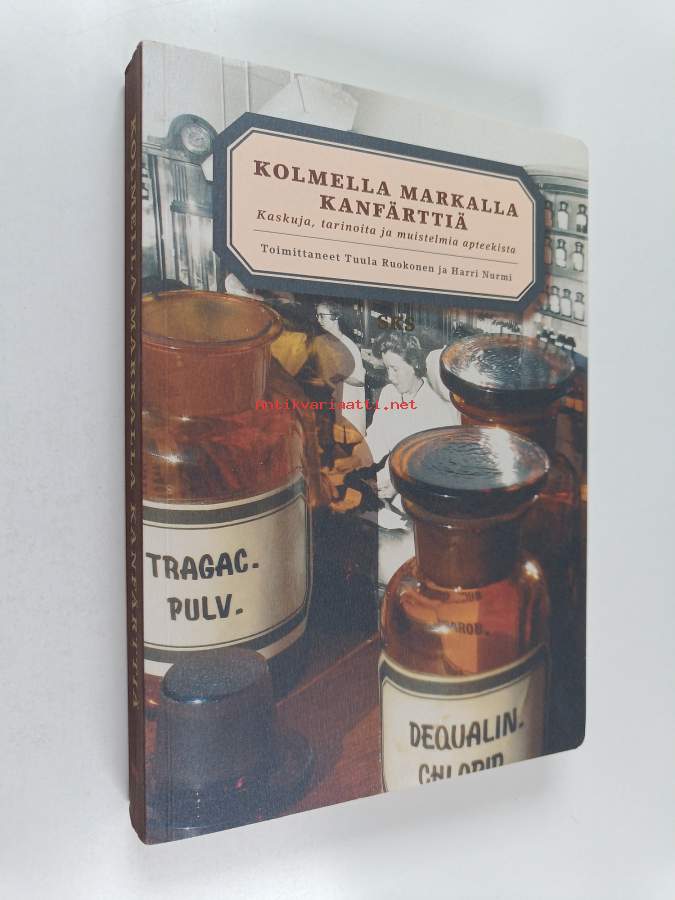 KOLMELLA MARKALLA KANFÄRTTIÄ
KOLMELLA MARKALLA
KANFÄRTTIÄ
Kaskuja, tarinoita ja muistelmia apteekista
Toimittaneet Tuula Ruokonen ja Harri Nurmi
SKS
antikvariaatti.net
TRAGAC.
PULV.
DEQUALIN.
CHLORID.